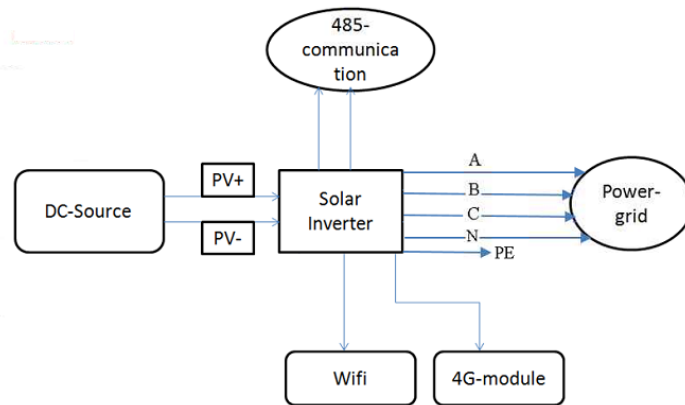 485-
communica
tion
A
PV+
B
Power-
grid
DC-Source
Solar
Inverter
C
PV-
N
PE
Wifi
4G-module